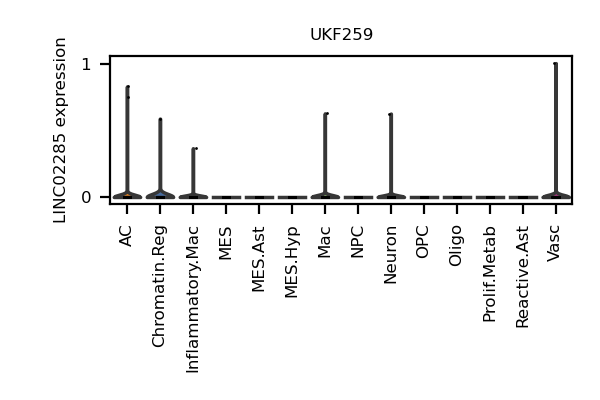 UKF259
LINC02285 expression
1
0
AC
Chromatin.Reg
Inflammatory.Mac
MES
MES.Ast
MES.Hyp
Mac
NPC
Neuron
OPC
Oligo
Prolif.Metab
Reactive.Ast
Vasc